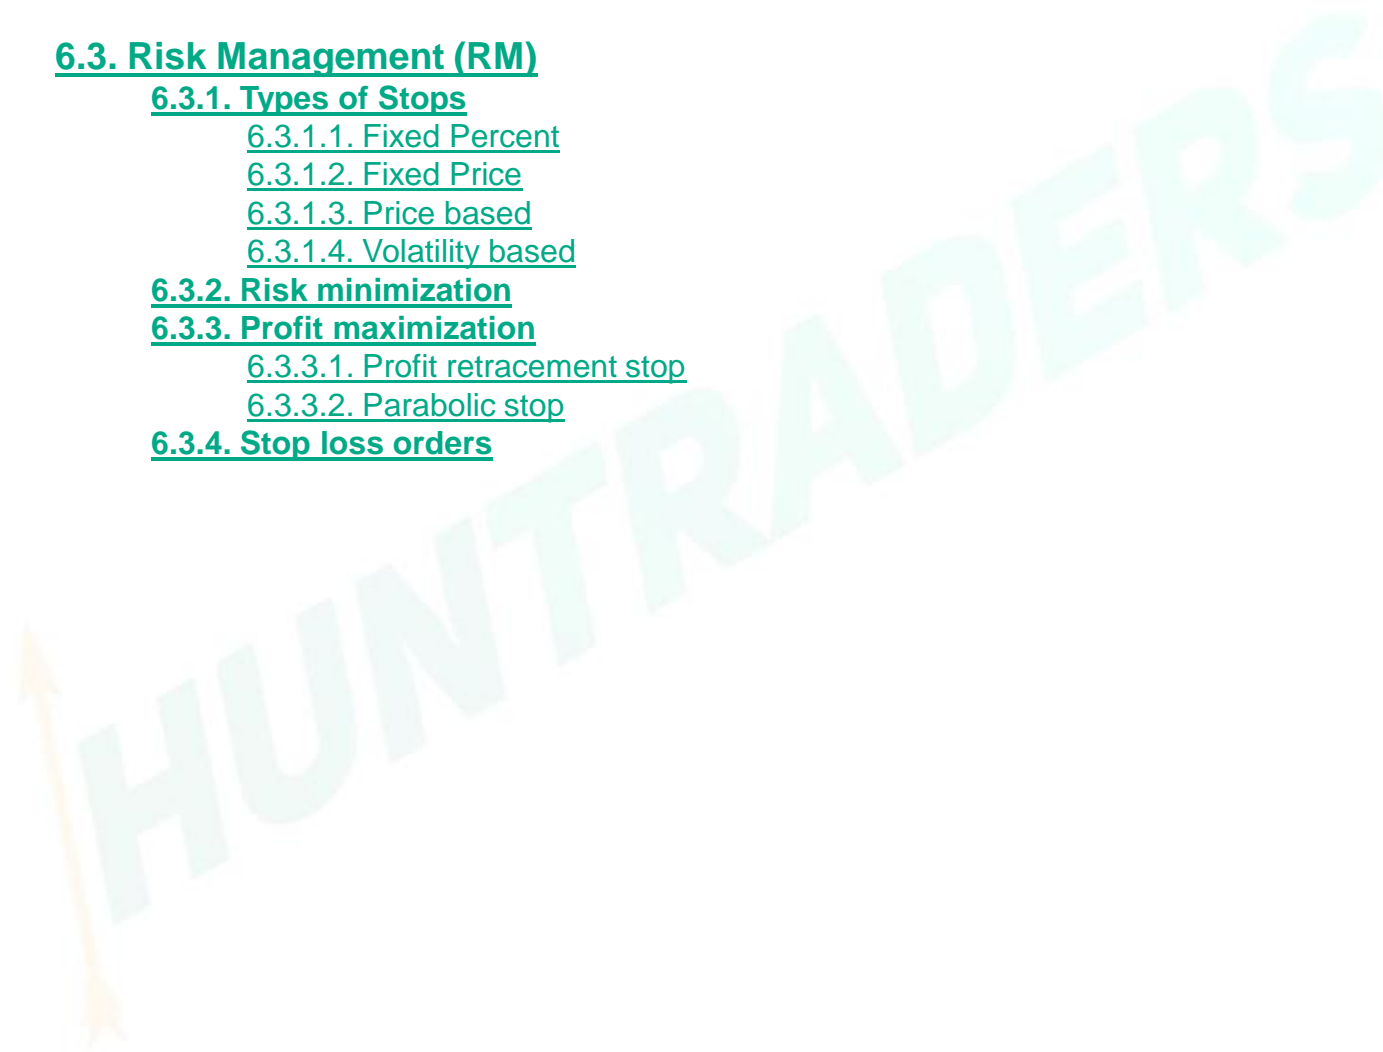 6.3. Risk Management (RM)
6.3.1. Types of Stops
6.3.1.1. Fixed Percent
6.3.1.2. Fixed Price
6.3.1.3. Price based
6.3.1.4. Volatility based
6.3.2. Risk minimization
6.3.3. Profit maximization
6.3.3.1. Profit retracement stop
6.3.3.2. Parabolic stop
6.3.4. Stop loss orders
HUNTRADERS